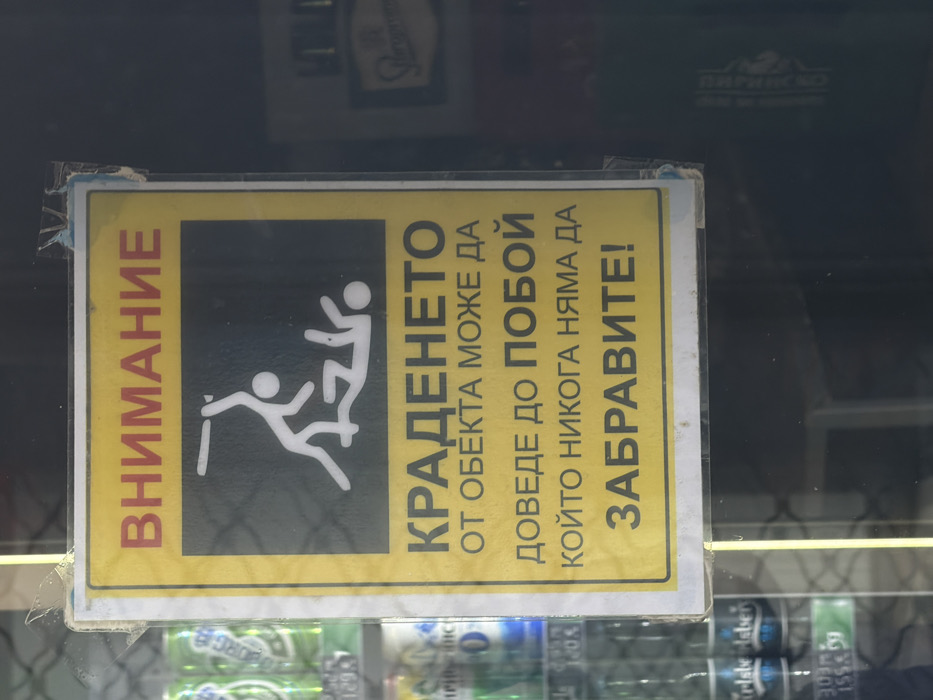 ВНИМАНИЕ
КРАДЕНЕТО
ОТ ОБЕКТА МОЖЕ ДА
ДОВЕДЕ ДО ПОБОЙ
КОЙТО НИКОГА НЯМА ДА
ЗАБРАВИТЕ!